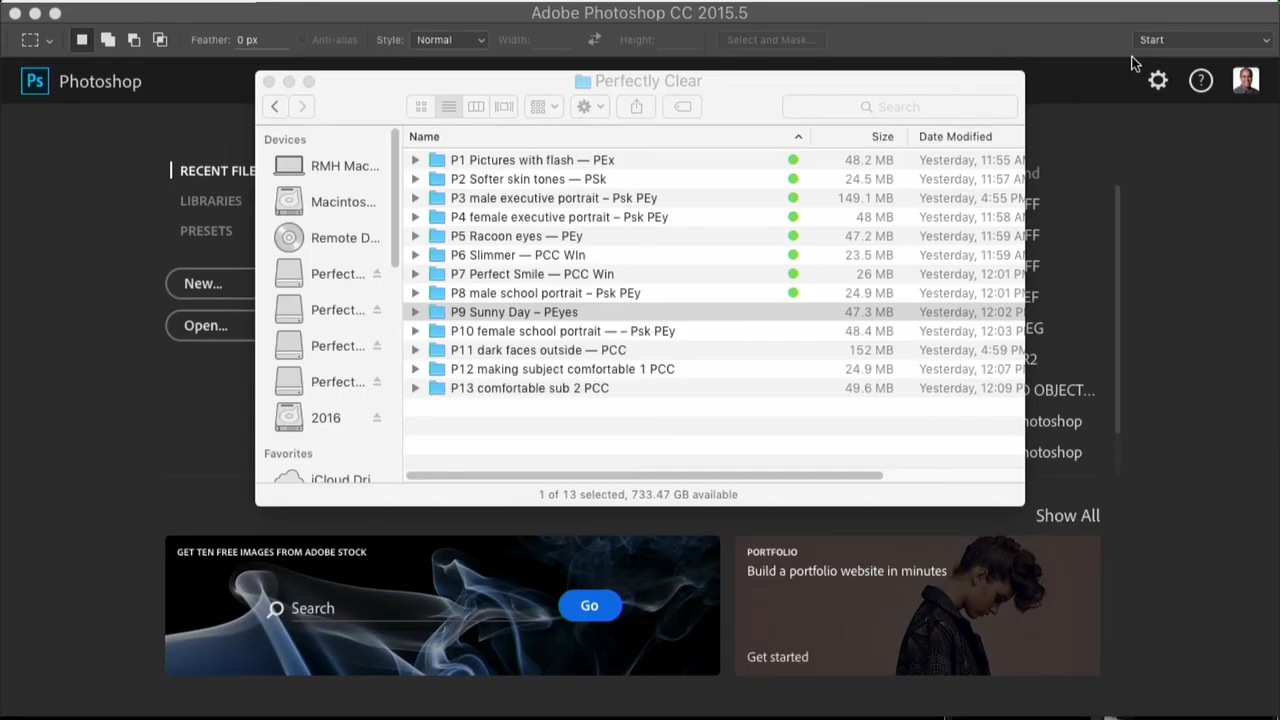 Adobe Photoshop CC 2015.5
Feather: 0 px Anti-alias Style: Normal Width: Height: Select and Mask... Start
Ps Photoshop
Perfectly Clear
Search
Devices
RMH Mac...
Macintos...
Remote D...
Perfect...
Perfect...
Perfect...
Perfect...
2016
Favorites
iCloud Dri
Name Size Date Modified
P1 Pictures with flash — PEx 48.2 MB Yesterday, 11:55 AM
P2 Softer skin tones — PSk 24.5 MB Yesterday, 11:57 AM
P3 male executive portrait – Psk PEy 149.1 MB Yesterday, 4:55 PM
P4 female executive portrait – Psk PEy 48 MB Yesterday, 11:58 AM
P5 Racoon eyes — PEy 47.2 MB Yesterday, 11:59 AM
P6 Slimmer — PCC WIn 23.5 MB Yesterday, 11:59 AM
P7 Perfect Smile — PCC Win 26 MB Yesterday, 12:01 PM
P8 male school portrait – Psk PEy 24.9 MB Yesterday, 12:01 PM
P9 Sunny Day – PEyes 47.3 MB Yesterday, 12:02 PM
P10 female school portrait — – Psk PEy 48.4 MB Yesterday, 12:03 PM
P11 dark faces outside — PCC 152 MB Yesterday, 4:59 PM
P12 making subject comfortable 1 PCC 24.9 MB Yesterday, 12:07 PM
P13 comfortable sub 2 PCC 49.6 MB Yesterday, 12:09 PM
1 of 13 selected, 733.47 GB available
RECENT FILE
LIBRARIES
PRESETS
New...
Open...
nd
FF
FF
FF
EF
EG
R2
OBJECT...
hotoshop
hotoshop
Show All
GET TEN FREE IMAGES FROM ADOBE STOCK
Search Go
PORTFOLIO
Build a portfolio website in minutes
Get started